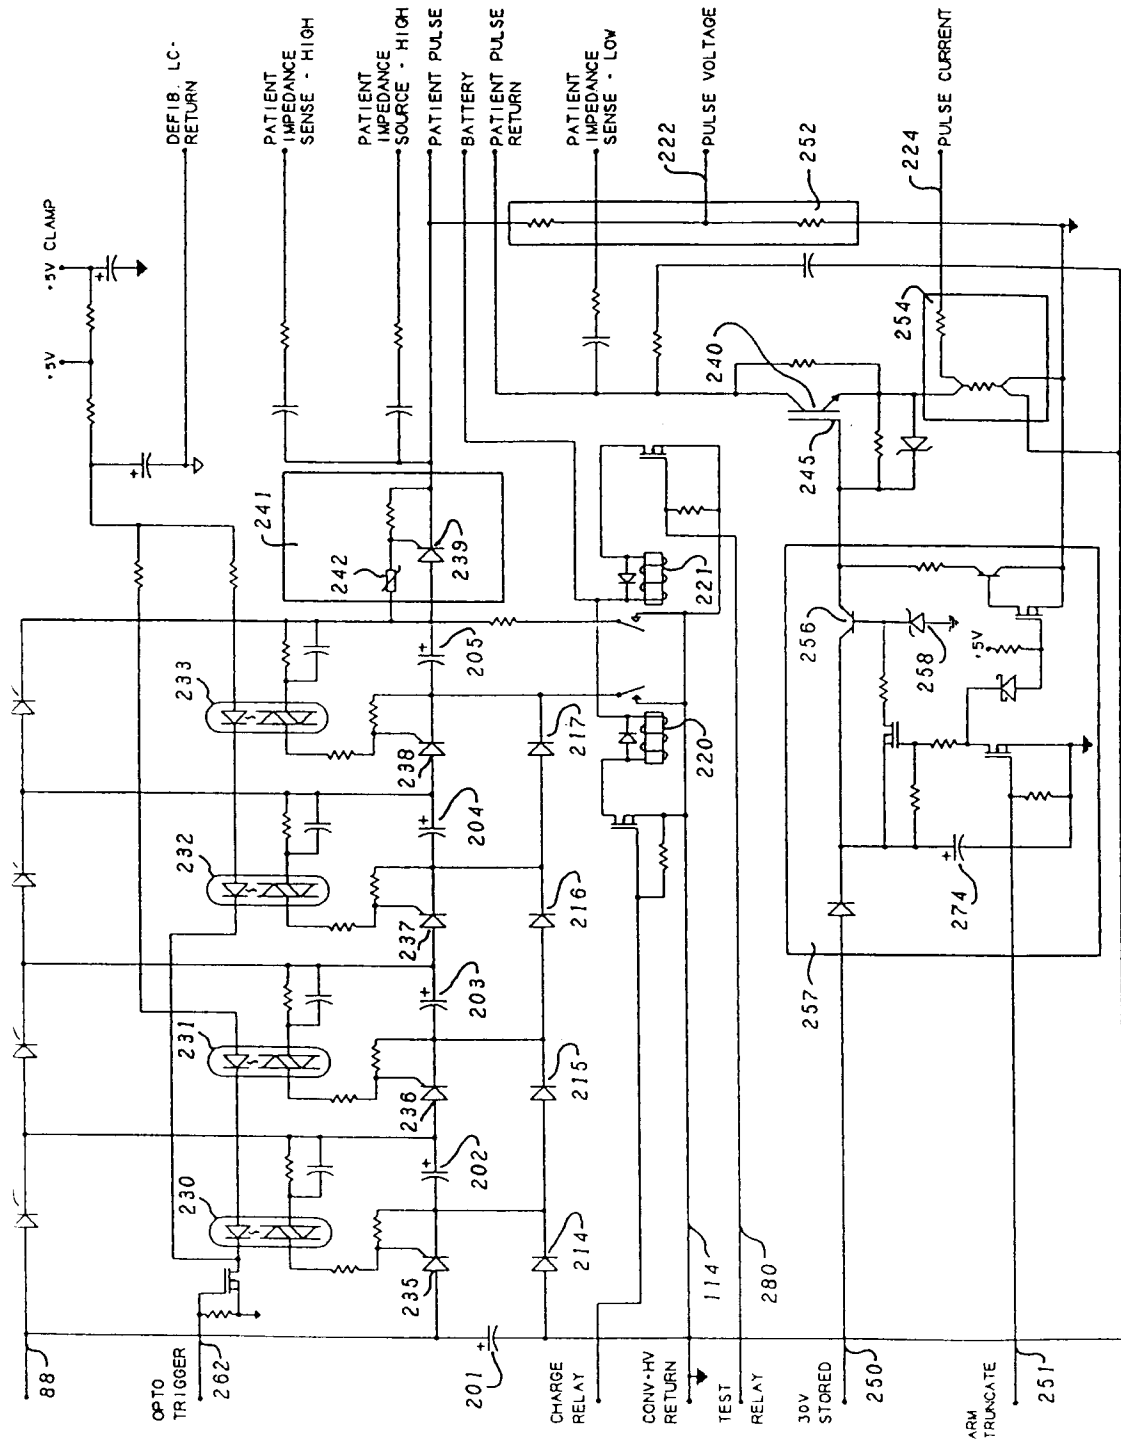 +5V CLAMP
+5V
DEFIB. LC-
RETURN
PATIENT
IMPEDANCE
SENSE - HIGH
PATIENT
IMPEDANCE
SOURCE - HIGH
PATIENT PULSE
BATTERY
PATIENT PULSE
RETURN
PATIENT
IMPEDANCE
SENSE - LOW
222
PULSE VOLTAGE
252
224
PULSE CURRENT
241
242
239
233
205
238
217
221
220
254
240
245
256
258
+5V
232
204
237
216
274
257
231
203
236
215
230
202
235
214
88
OPTO
TRIGGER
262
201
CHARGE
RELAY
CONV-HV
RETURN
114
TEST
RELAY
280
30V
STORED
250
ARM
TRUNCATE
251
+
+
+
+
+
+
+
+